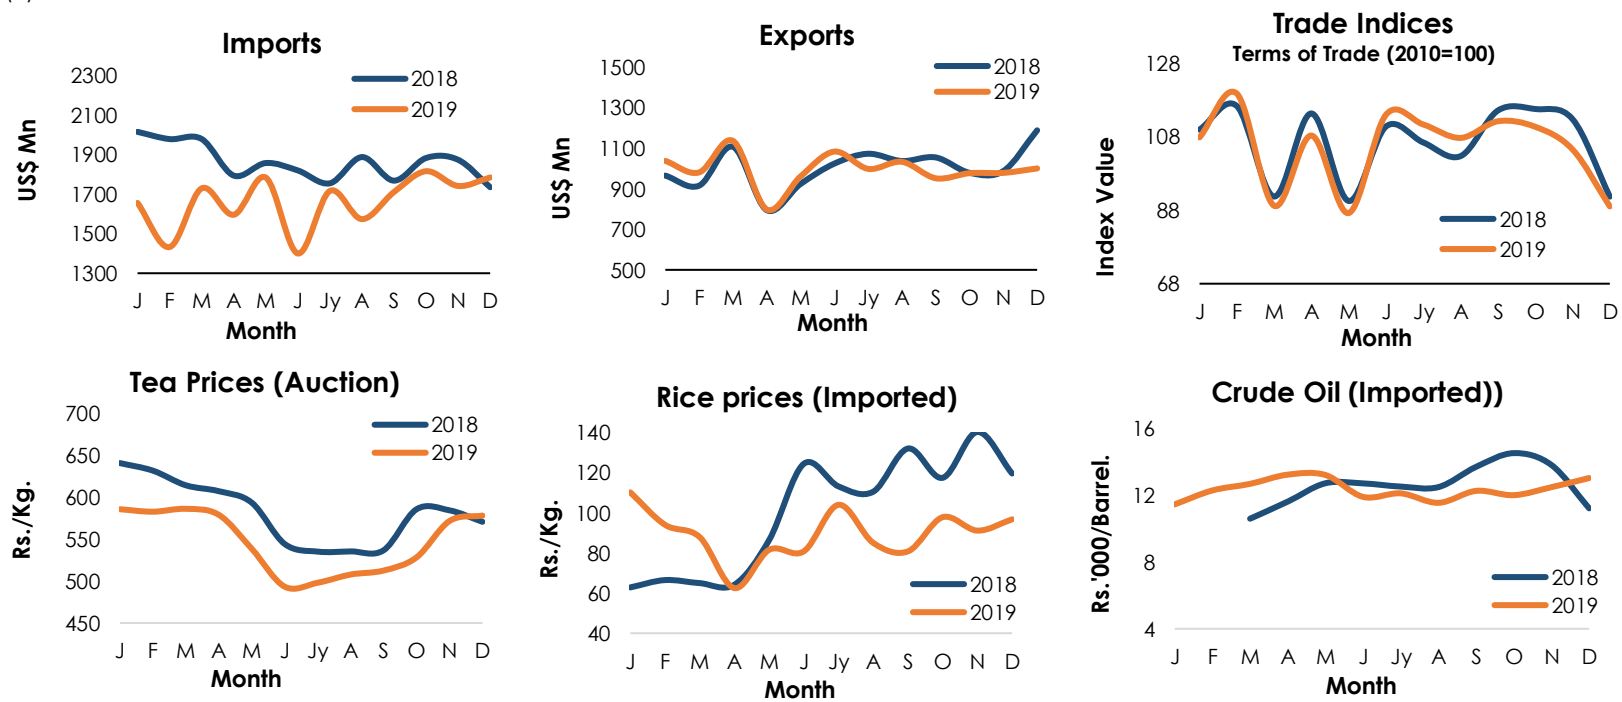 Imports
US$ Mn
2300
2100
1900
1700
1500
1300
2018
2019
J F M A M J Jy A S O N D
Month
Exports
US$ Mn
1500
1300
1100
900
700
500
2018
2019
J F M A M J Jy A S O N D
Month
Trade Indices
Terms of Trade (2010=100)
Index Value
128
108
88
68
2018
2019
J F M A M J Jy A S O N D
Month
Tea Prices (Auction)
Rs./Kg.
700
650
600
550
500
450
2018
2019
J F M A M J Jy A S O N D
Month
Rice prices (Imported)
Rs./Kg.
140
120
100
80
60
40
2018
2019
J F M A M J Jy A S O N D
Month
Crude Oil (Imported))
Rs.'000/Barrel.
16
12
8
4
2018
2019
J F M A M J Jy A S O N D
Month